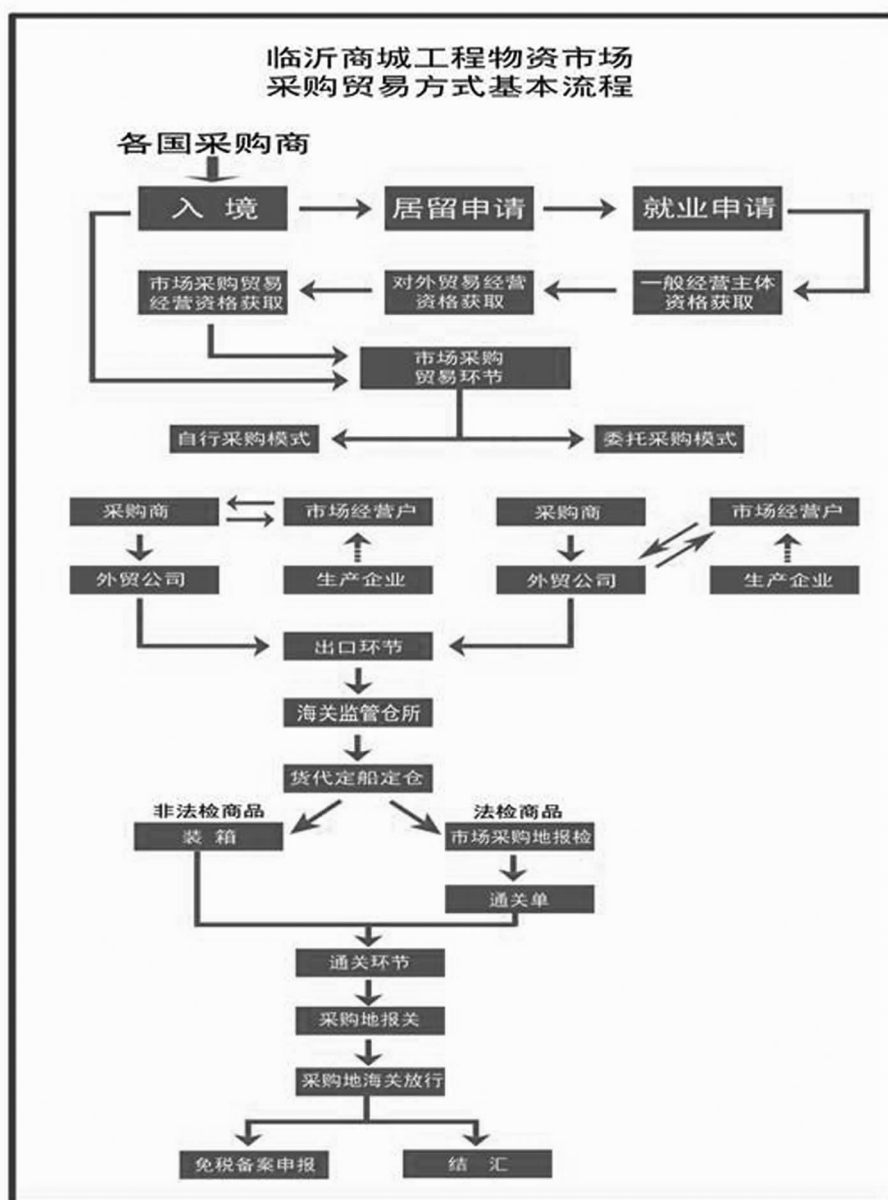 临沂商城工程物资市场
采购贸易方式基本流程
各国采购商
入 境
居留申请
就业申请
市场采购贸易
经营资格获取
对外贸易经营
资格获取
一般经营主体
资格获取
市场采购
贸易环节
自行采购模式
委托采购模式
采购商
市场经营户
采购商
市场经营户
外贸公司
生产企业
外贸公司
生产企业
出口环节
海关监管仓所
货代定船定仓
非法检商品
法检商品
装 箱
市场采购地报检
通关单
通关环节
采购地报关
采购地海关放行
免税备案申报
结 汇